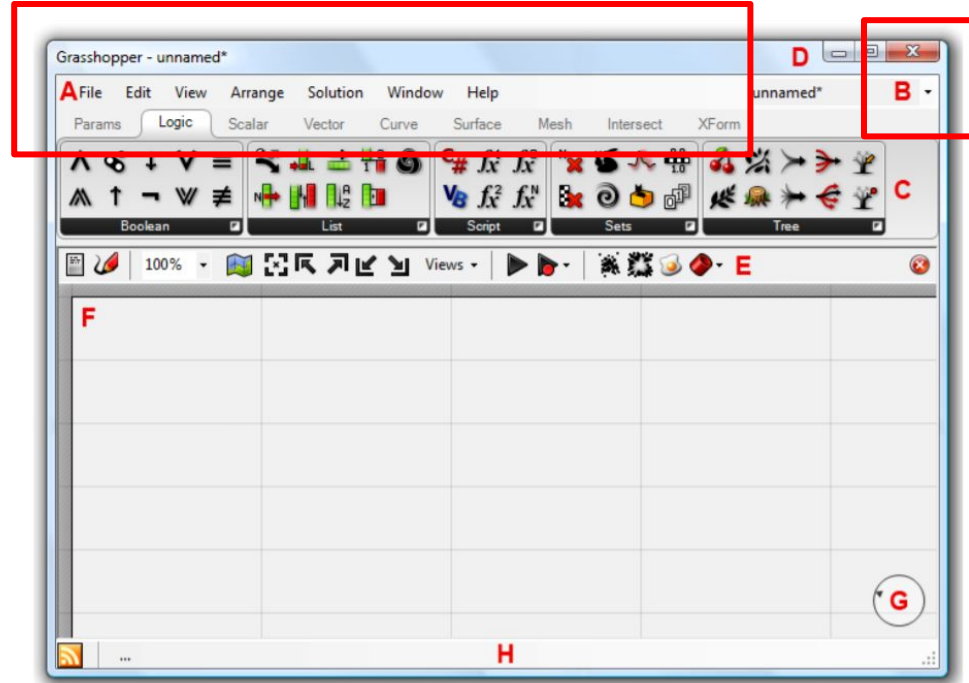 Grasshopper - unnamed* D
A File Edit View Arrange Solution Window Help unnamed* B
Params Logic Scalar Vector Curve Surface Mesh Intersect XForm
C
Boolean List Script Sets Tree
100% Views E
F
G
... H